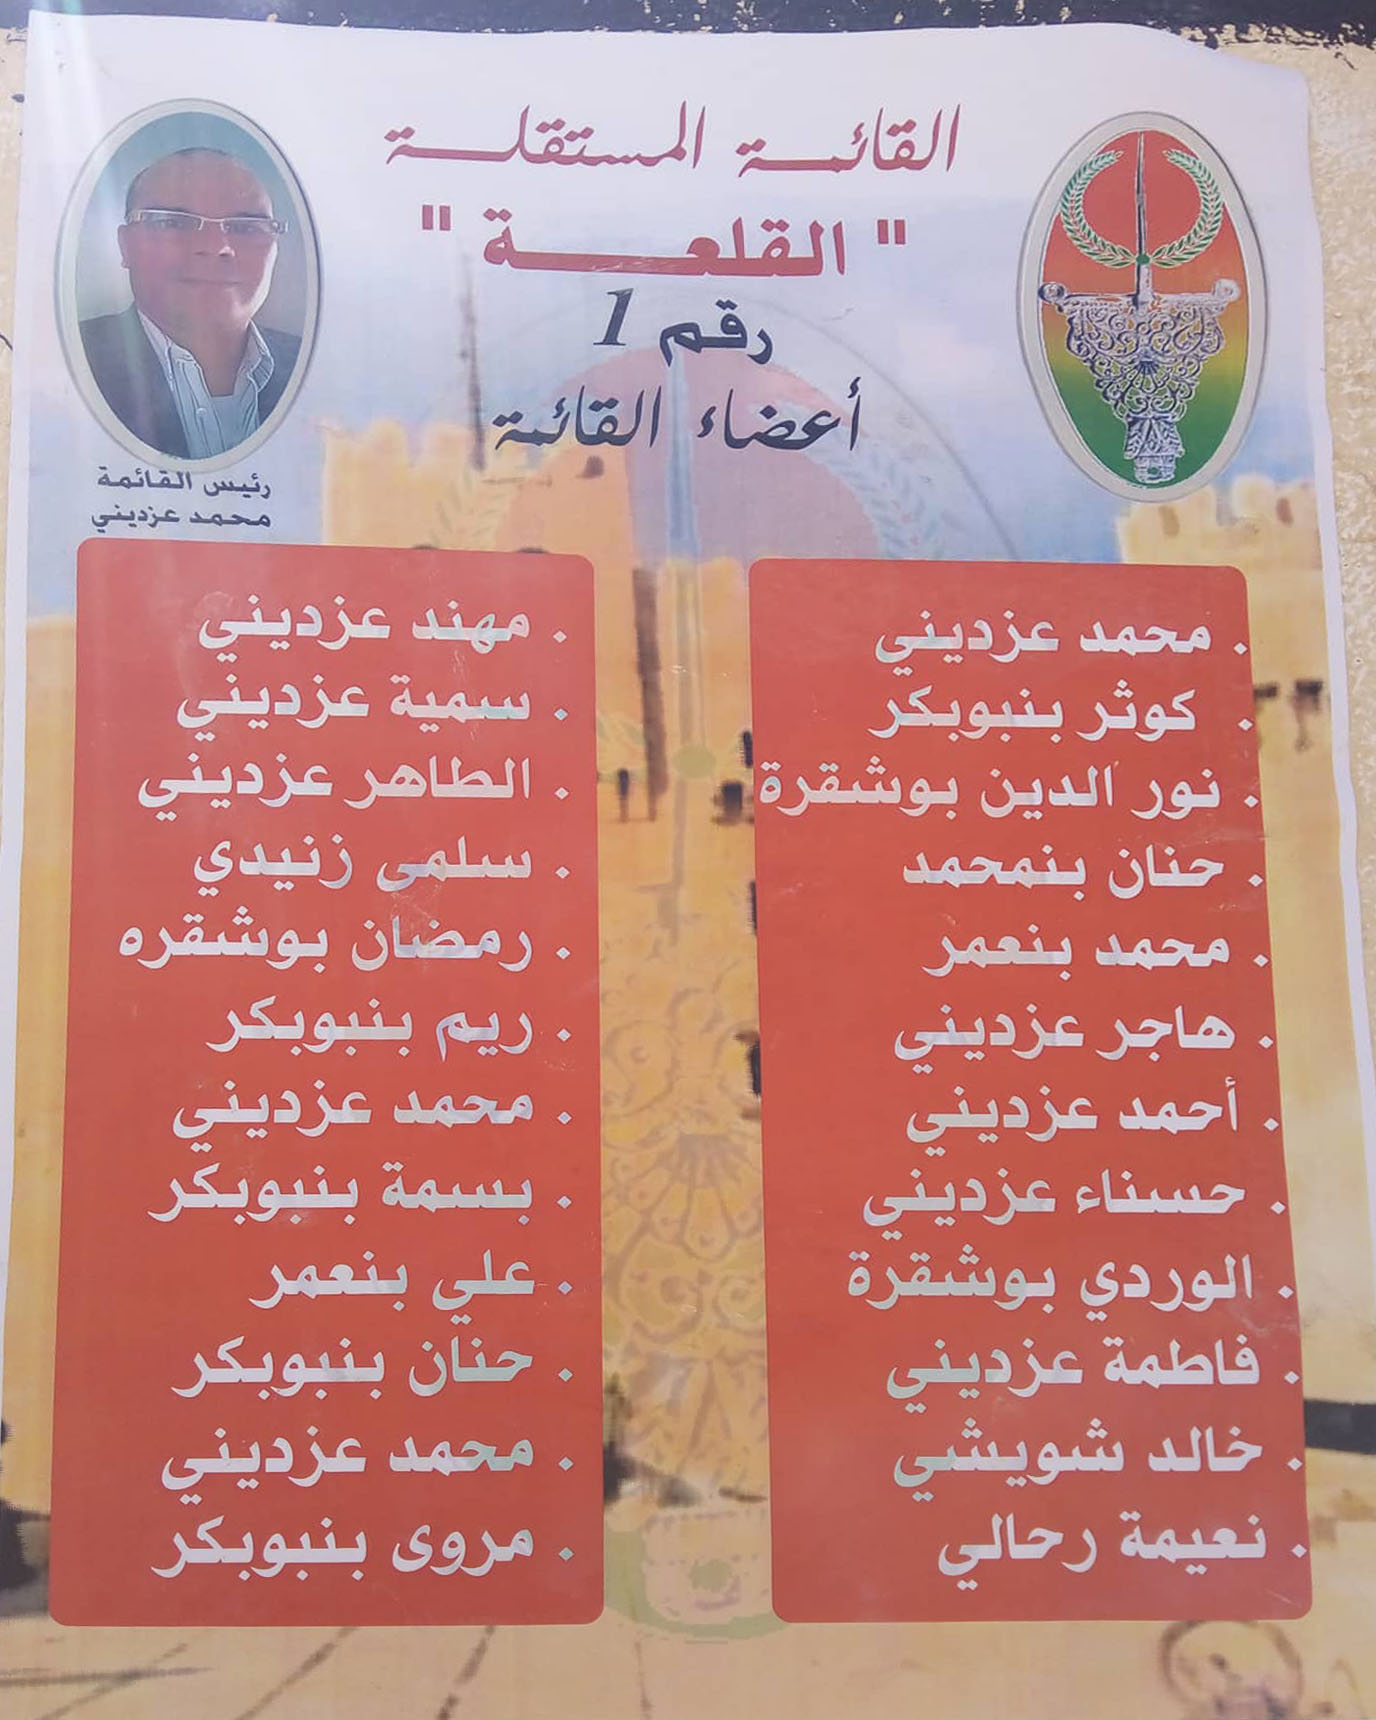 القائمة المستقلة
" القلعة "
رقم 1
أعضاء القائمة
رئيس القائمة
محمد عزديني
. محمد عزديني
. كوثر بنبوبكر
. نور الدين بوشقرة
. حنان بنمحمد
. محمد بنعمر
. هاجر عزديني
. أحمد عزديني
. حسناء عزديني
. الوردي بوشقرة
. فاطمة عزديني
. خالد شويشي
. نعيمة رحالي
. مهند عزديني
. سمية عزديني
. الطاهر عزديني
. سلمى زنيدي
. رمضان بوشقره
. ريم بنبوبكر
. محمد عزديني
. بسمة بنبوبكر
. علي بنعمر
. حنان بنبوبكر
. محمد عزديني
. مروى بنبوبكر